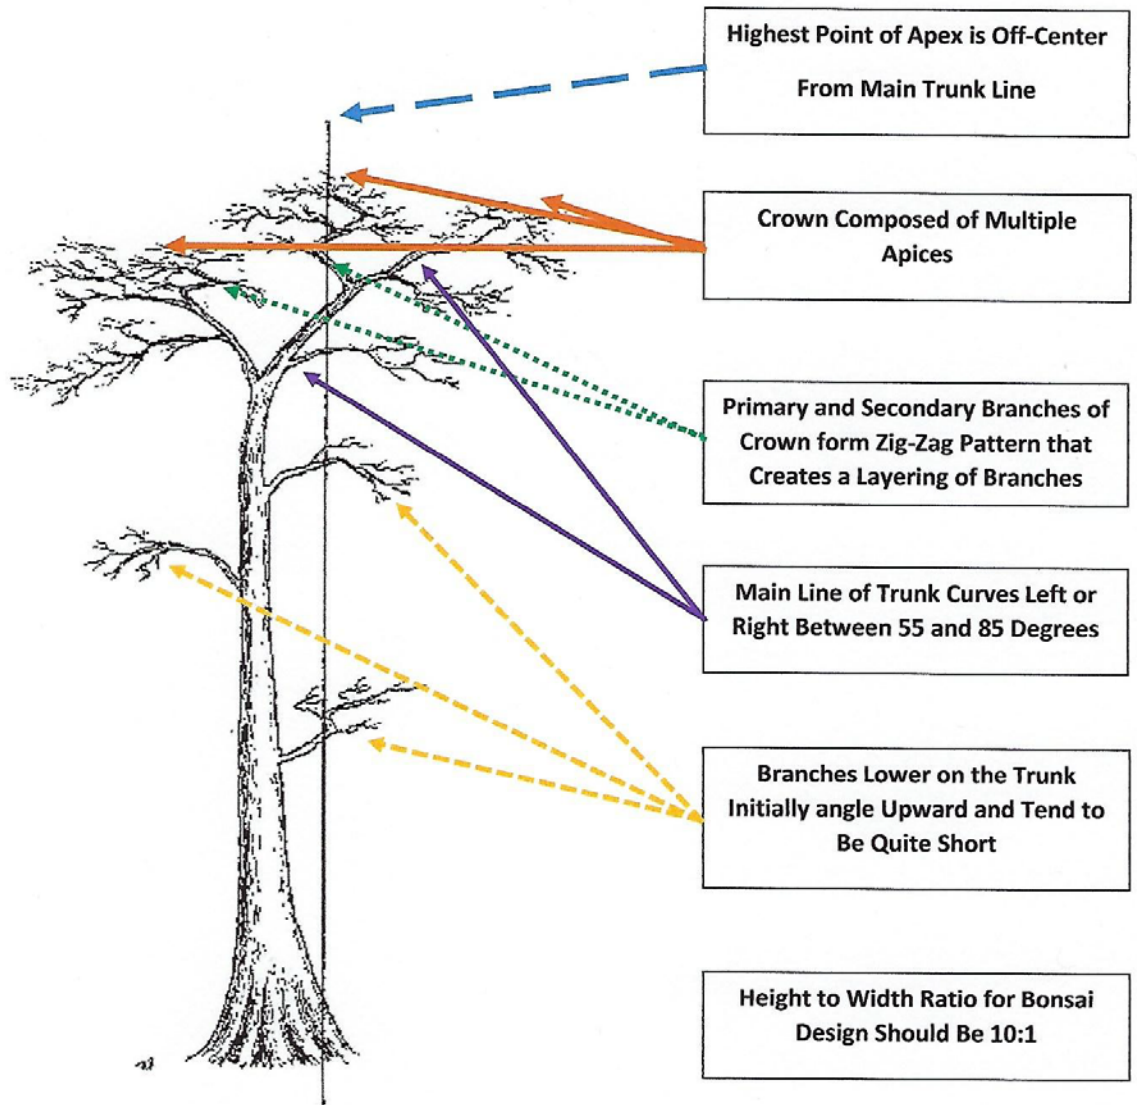 Highest Point of Apex is Off-Center
From Main Trunk Line
Crown Composed of Multiple
Apices
Primary and Secondary Branches of
Crown form Zig-Zag Pattern that
Creates a Layering of Branches
Main Line of Trunk Curves Left or
Right Between 55 and 85 Degrees
Branches Lower on the Trunk
Initially angle Upward and Tend to
Be Quite Short
Height to Width Ratio for Bonsai
Design Should Be 10:1